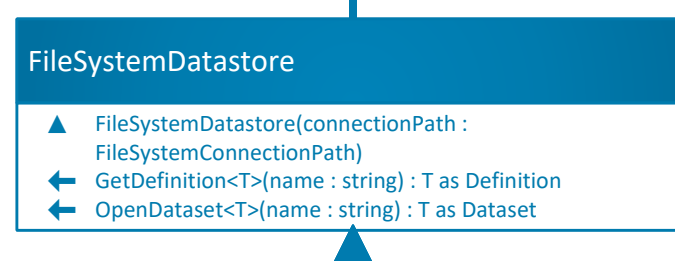 FileSystemDatastore
FileSystemDatastore(connectionPath :
FileSystemConnectionPath)
GetDefinition<T>(name : string) : T as Definition
OpenDataset<T>(name : string) : T as Dataset